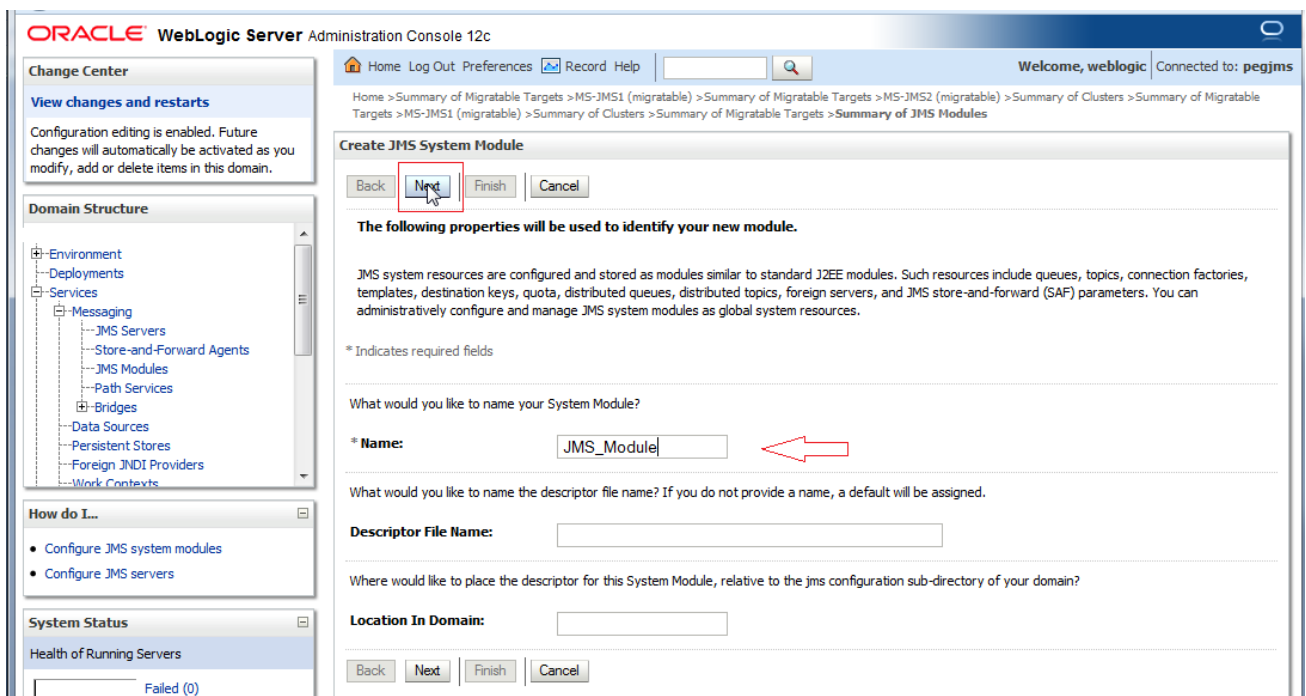 ORACLE WebLogic Server Administration Console 12c
Change Center
View changes and restarts
Configuration editing is enabled. Future
changes will automatically be activated as you
modify, add or delete items in this domain.
Domain Structure
Environment
Deployments
Services
Messaging
JMS Servers
Store-and-Forward Agents
JMS Modules
Path Services
Bridges
Data Sources
Persistent Stores
Foreign JNDI Providers
Work Contexts
How do I...
Configure JMS system modules
Configure JMS servers
System Status
Health of Running Servers
Failed (0)
Home Log Out Preferences Record Help
Welcome, weblogic Connected to: pegjms
Home >Summary of Migratable Targets >MS-JMS1 (migratable) >Summary of Migratable Targets >MS-JMS2 (migratable) >Summary of Clusters >Summary of Migratable
Targets >MS-JMS1 (migratable) >Summary of Clusters >Summary of Migratable Targets >Summary of JMS Modules
Create JMS System Module
Back Next Finish Cancel
The following properties will be used to identify your new module.
JMS system resources are configured and stored as modules similar to standard J2EE modules. Such resources include queues, topics, connection factories,
templates, destination keys, quota, distributed queues, distributed topics, foreign servers, and JMS store-and-forward (SAF) parameters. You can
administratively configure and manage JMS system modules as global system resources.
* Indicates required fields
What would you like to name your System Module?
* Name: JMS_Module
What would you like to name the descriptor file name? If you do not provide a name, a default will be assigned.
Descriptor File Name:
Where would like to place the descriptor for this System Module, relative to the jms configuration sub-directory of your domain?
Location In Domain:
Back Next Finish Cancel